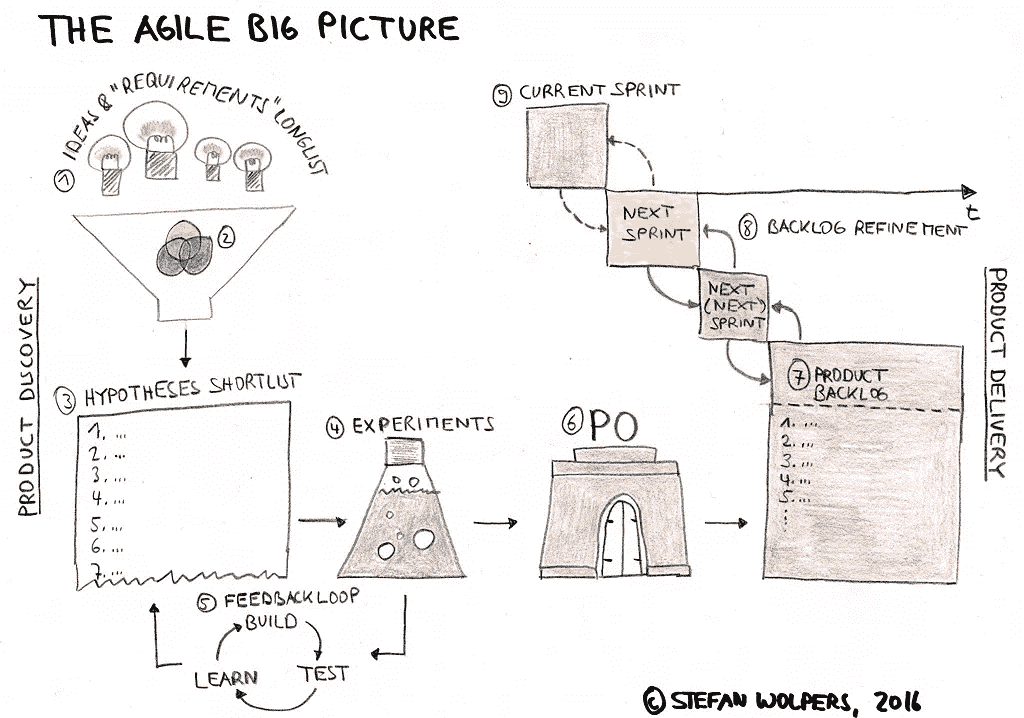 THE AGILE BIG PICTURE
1 IDEAS & "REQUIREMENTS" LONGLIST
2
PRODUCT DISCOVERY
3 HYPOTHESES SHORTLIST
1. ...
2. ...
3. ...
4. ...
5. ...
6. ...
7. ...
4 EXPERIMENTS
5 FEEDBACKLOOP
BUILD
LEARN
TEST
6 PO
9 CURRENT SPRINT
t
NEXT
SPRINT
8 BACKLOG REFINEMENT
NEXT
(NEXT)
SPRINT
7 PRODUCT
BACKLOG
1. ...
2. ...
3. ...
4. ...
5. ...
PRODUCT DELIVERY
© STEFAN WOLPERS, 2016